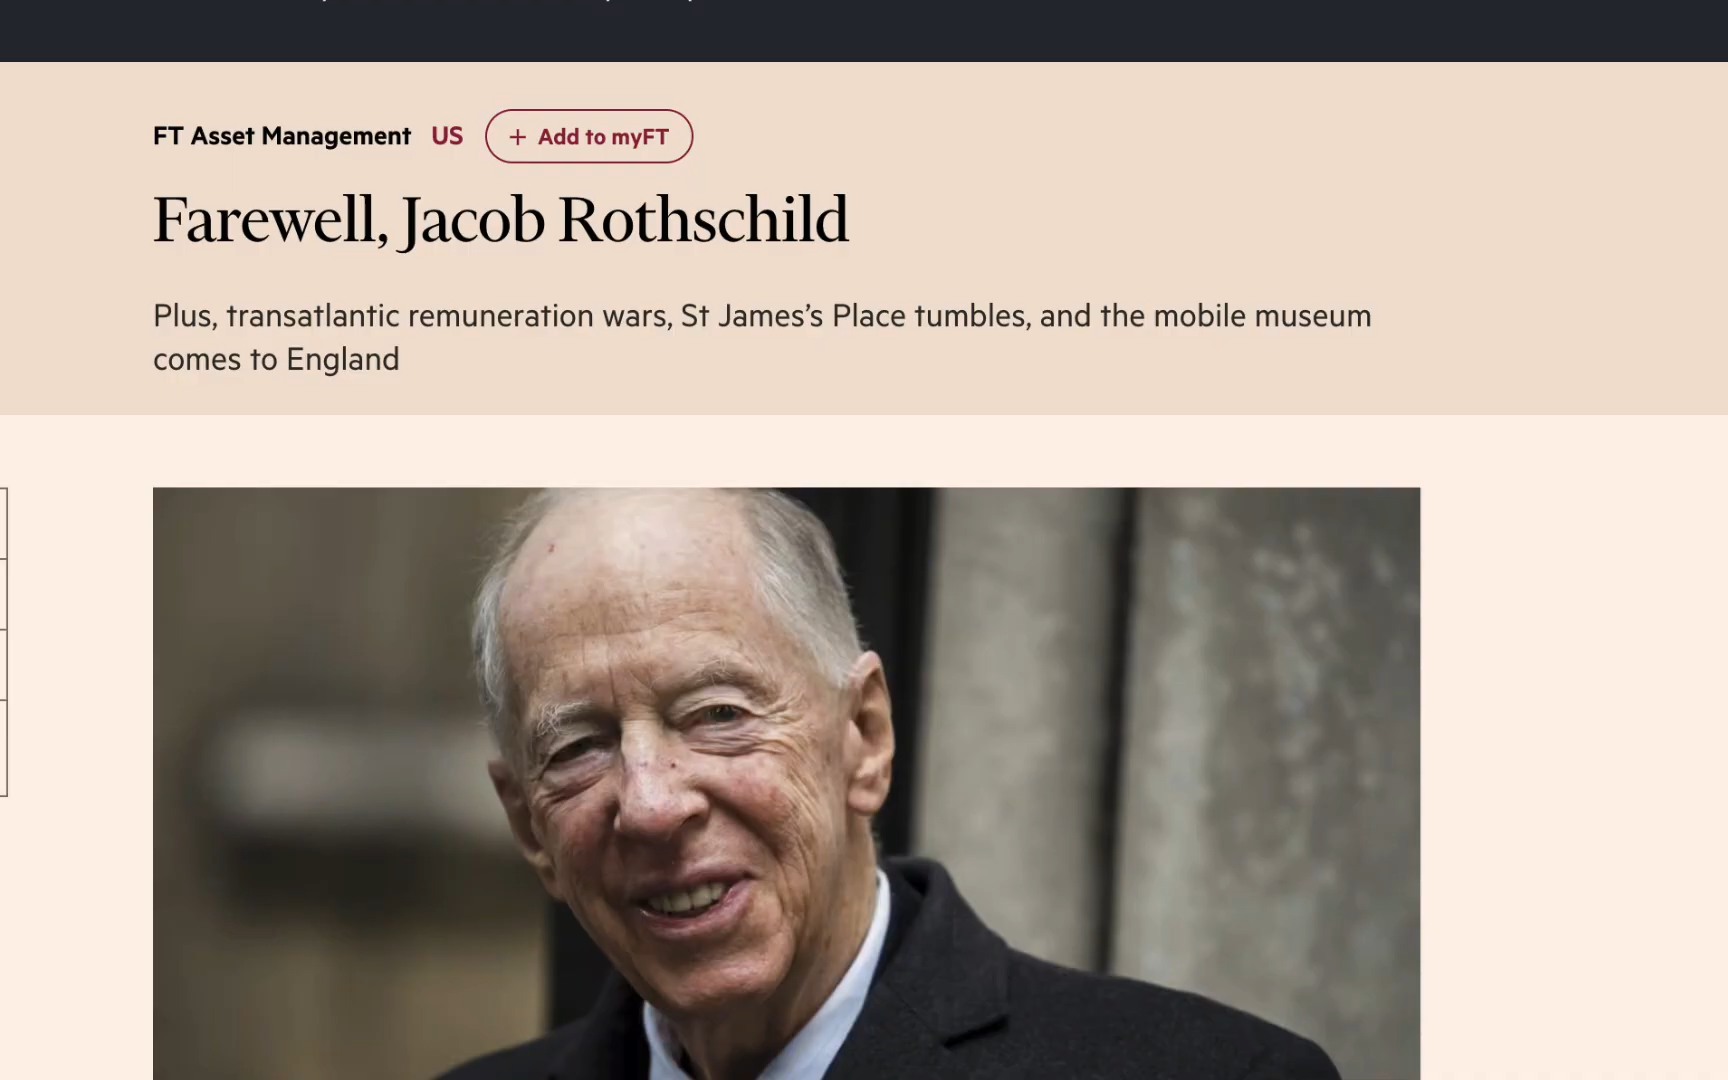 FT Asset Management US + Add to myFT
Farewell, Jacob Rothschild
Plus, transatlantic remuneration wars, St James’s Place tumbles, and the mobile museum
comes to England